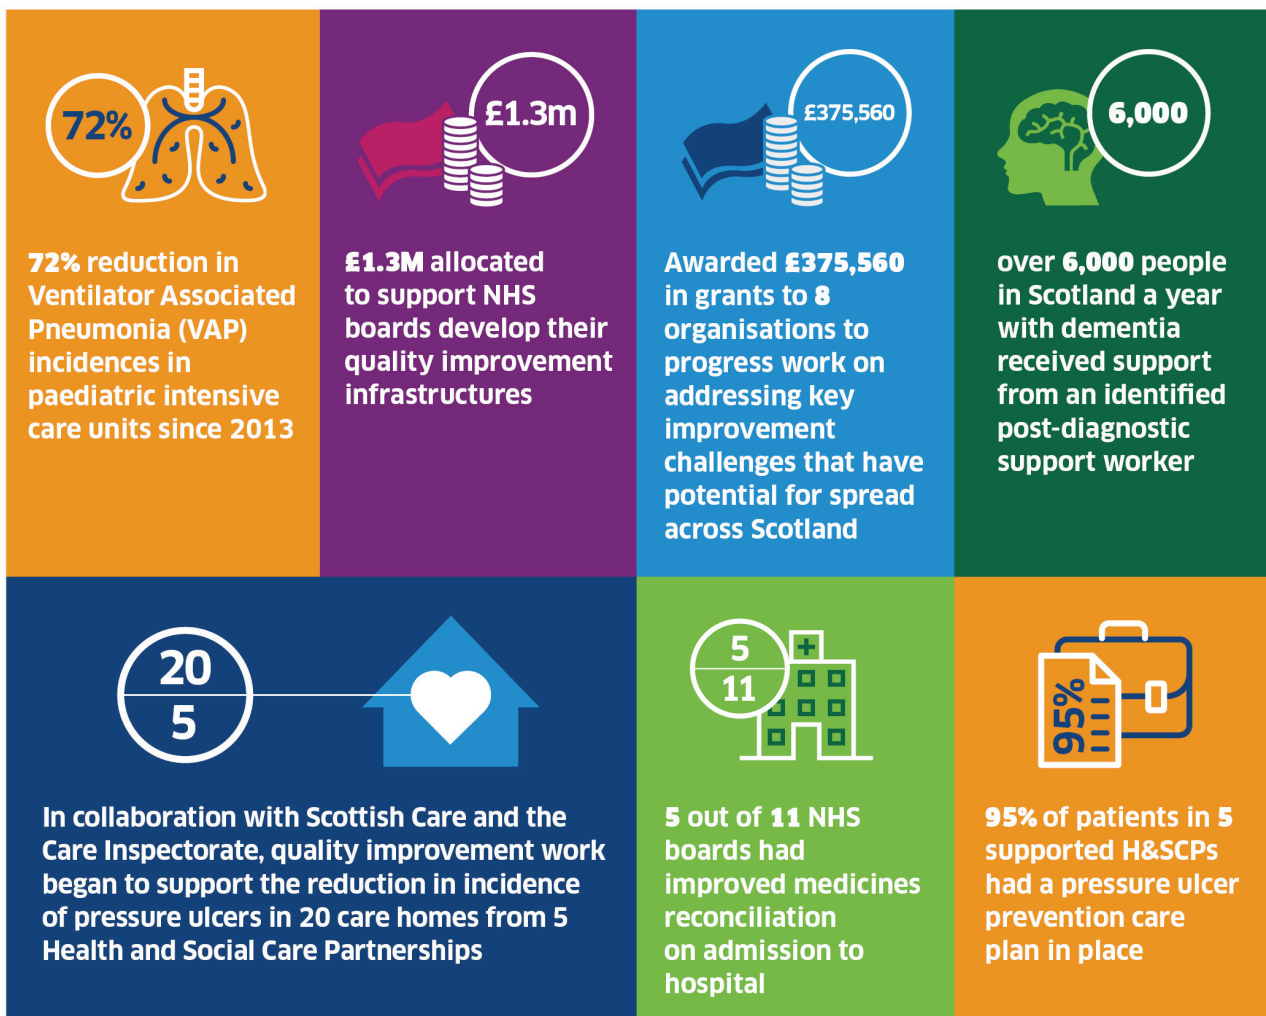 72%
72% reduction in
Ventilator Associated
Pneumonia (VAP)
incidences in
paediatric intensive
care units since 2013
£1.3m
£1.3M allocated
to support NHS
boards develop their
quality improvement
infrastructures
£375,560
Awarded £375,560
in grants to 8
organisations to
progress work on
addressing key
improvement
challenges that have
potential for spread
across Scotland
6,000
over 6,000 people
in Scotland a year
with dementia
received support
from an identified
post-diagnostic
support worker
20
5
In collaboration with Scottish Care and the
Care Inspectorate, quality improvement work
began to support the reduction in incidence
of pressure ulcers in 20 care homes from 5
Health and Social Care Partnerships
5
11
5 out of 11 NHS
boards had
improved medicines
reconciliation
on admission to
hospital
95%
95% of patients in 5
supported H&SCPs
had a pressure ulcer
prevention care
plan in place